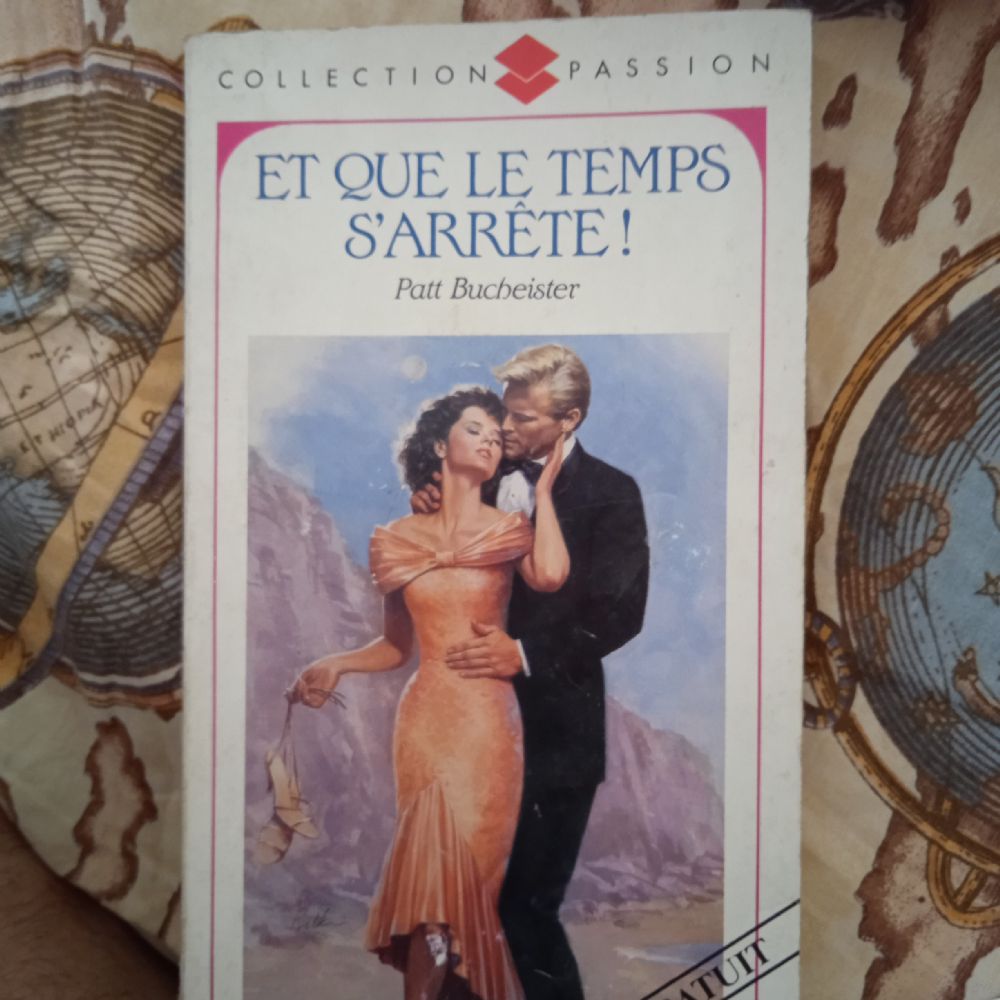 COLLECTION PASSION
ET QUE LE TEMPS
S'ARRÊTE !
Patt Bucheister